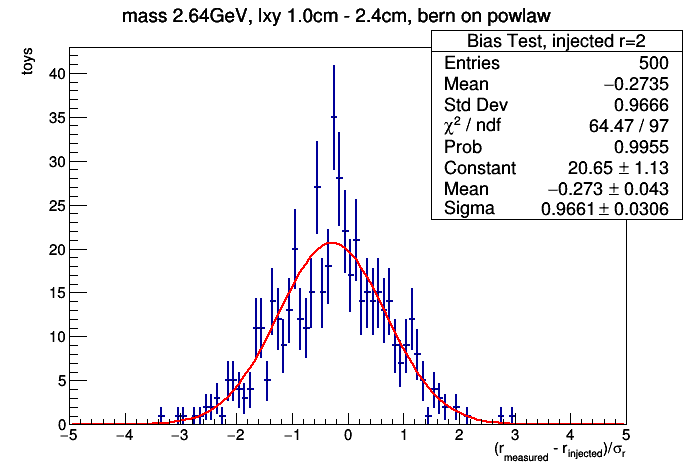 mass 2.64GeV, lxy 1.0cm - 2.4cm, bern on powlaw
Bias Test, injected r=2
Entries 500
Mean −0.2735
Std Dev 0.9666
χ² / ndf 64.47 / 97
Prob 0.9955
Constant 20.65 ± 1.13
Mean −0.273 ± 0.043
Sigma 0.9661 ± 0.0306
toys
40
35
30
25
20
15
10
5
0
−5 −4 −3 −2 −1 0 1 2 3 4 5
(r_measured - r_injected)/σ_r